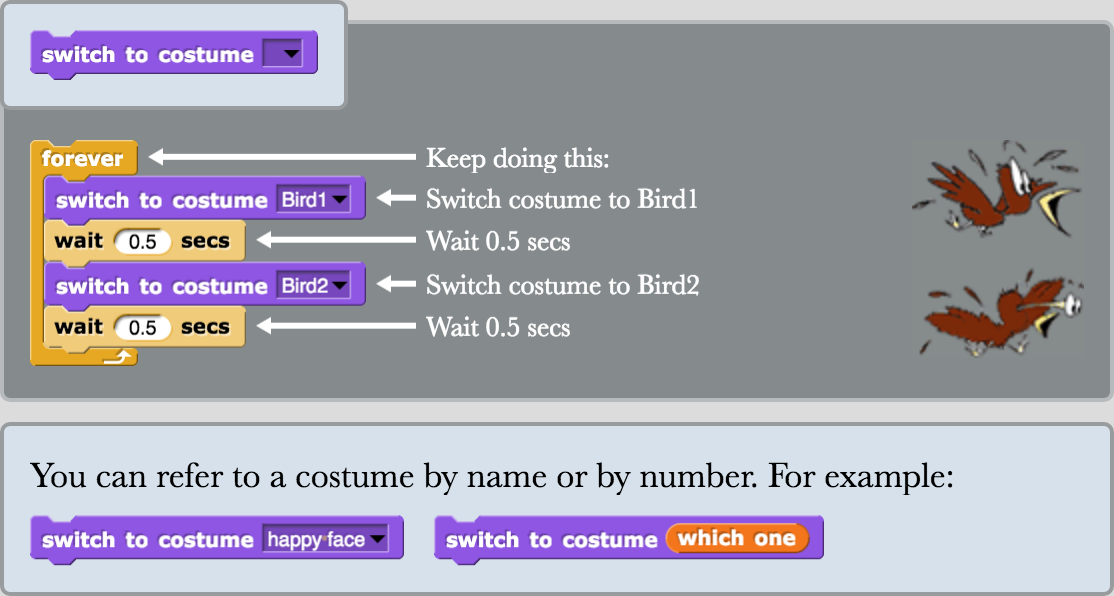 switch to costume
forever
Keep doing this:
switch to costume Bird1
Switch costume to Bird1
wait 0.5 secs
Wait 0.5 secs
switch to costume Bird2
Switch costume to Bird2
wait 0.5 secs
Wait 0.5 secs
You can refer to a costume by name or by number. For example:
switch to costume happy face
switch to costume which one